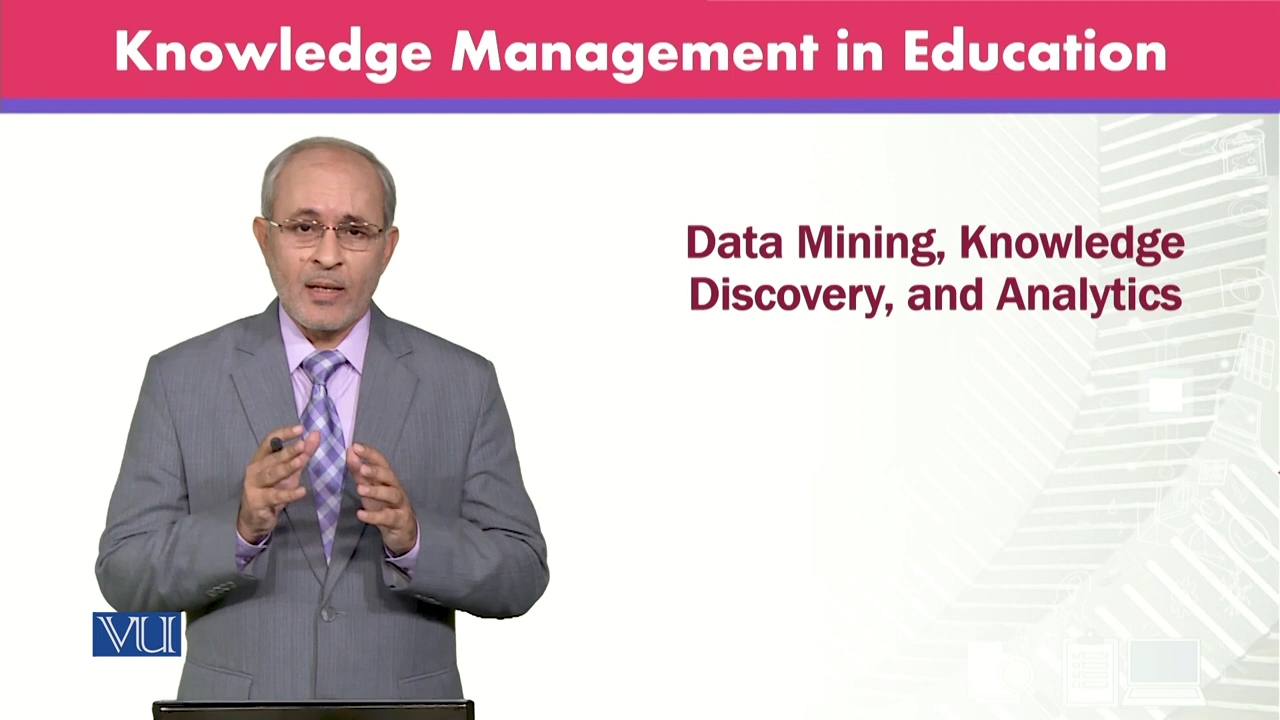 Knowledge Management in Education
Data Mining, Knowledge
Discovery, and Analytics
VU